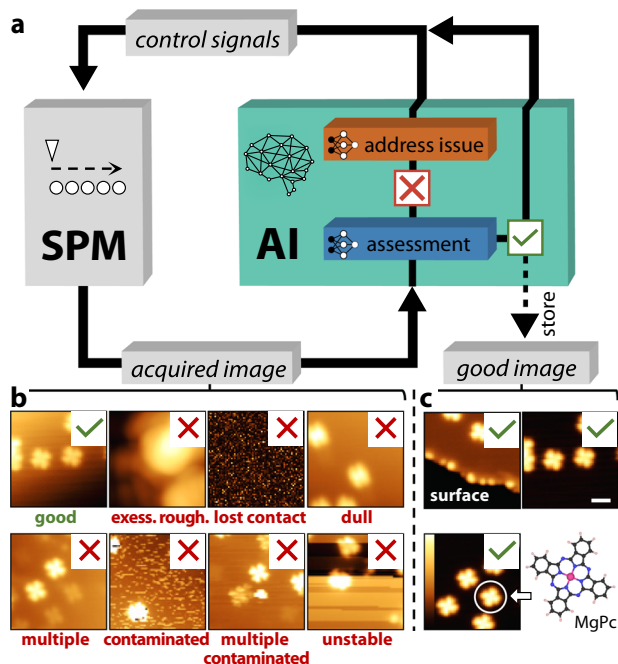 a
control signals
address issue
SPM
AI
assessment
store
acquired image
good image
b
c
good
exess. rough.
lost contact
dull
surface
multiple
contaminated
multiple
contaminated
unstable
MgPc